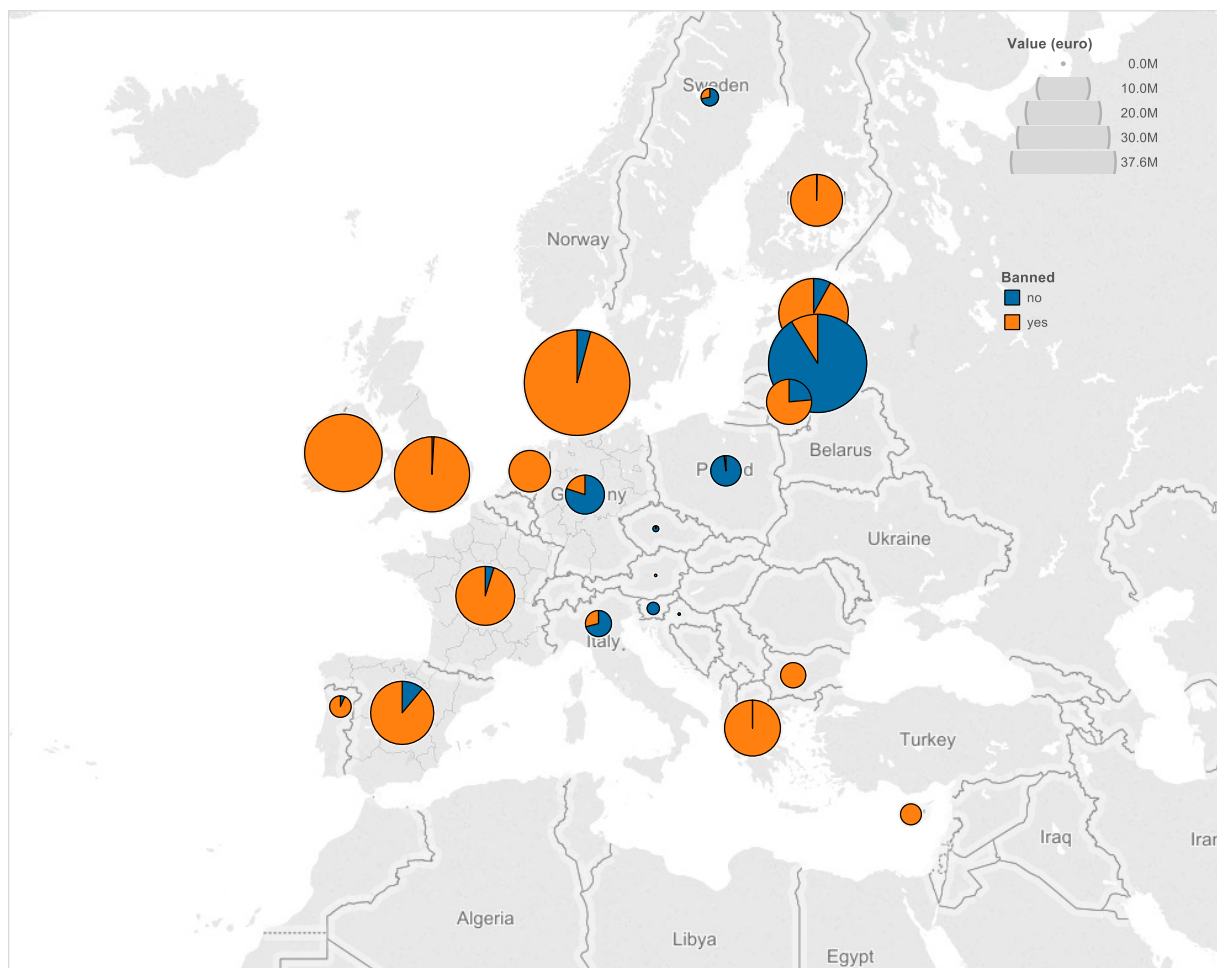 Value (euro)
0.0M
10.0M
20.0M
30.0M
37.6M
Sweden
Norway
Banned
no
yes
Belarus
Ukraine
Italy
Turkey
Iraq
Iran
Algeria
Libya
Egypt